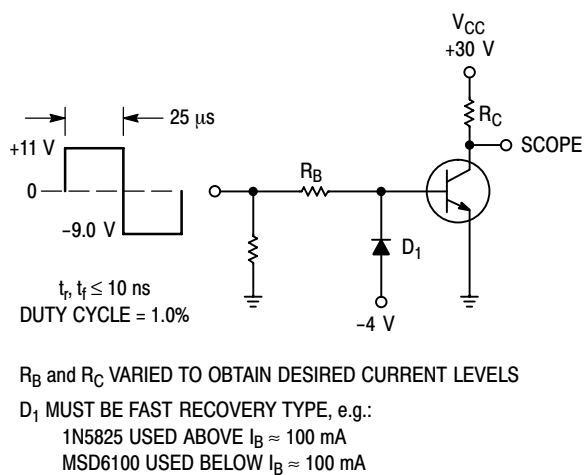 V_CC
+30 V
25 μs
R_C
+11 V
SCOPE
R_B
0
−9.0 V
D_1
t_r, t_f ≤ 10 ns
DUTY CYCLE = 1.0%
−4 V
R_B and R_C VARIED TO OBTAIN DESIRED CURRENT LEVELS
D_1 MUST BE FAST RECOVERY TYPE, e.g.:
1N5825 USED ABOVE I_B ≈ 100 mA
MSD6100 USED BELOW I_B ≈ 100 mA